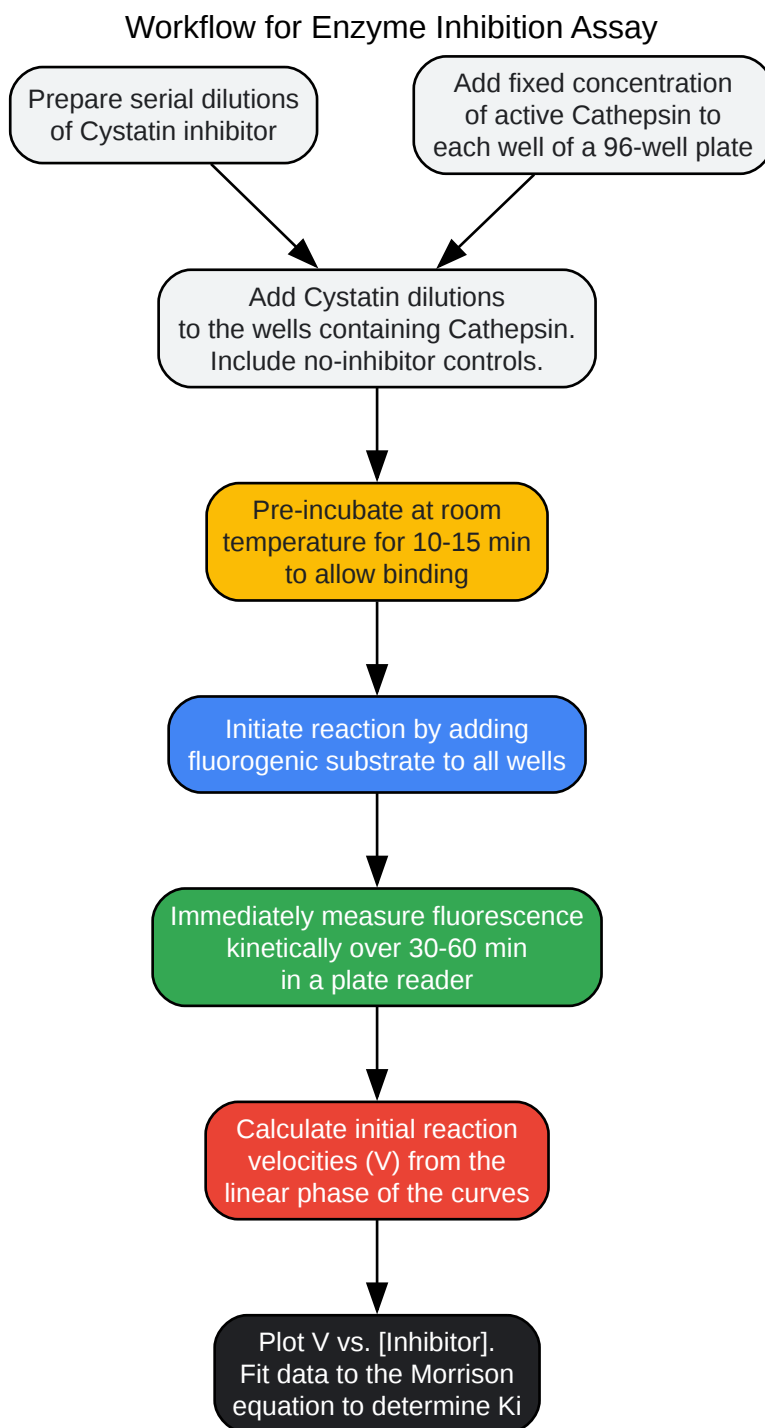 Workflow for Enzyme Inhibition Assay
Prepare serial dilutions
of Cystatin inhibitor
Add fixed concentration
of active Cathepsin to
each well of a 96-well plate
Add Cystatin dilutions
to the wells containing Cathepsin.
Include no-inhibitor controls.
Pre-incubate at room
temperature for 10-15 min
to allow binding
Initiate reaction by adding
fluorogenic substrate to all wells
Immediately measure fluorescence
kinetically over 30-60 min
in a plate reader
Calculate initial reaction
velocities (V) from the
linear phase of the curves
Plot V vs. [Inhibitor].
Fit data to the Morrison
equation to determine Ki